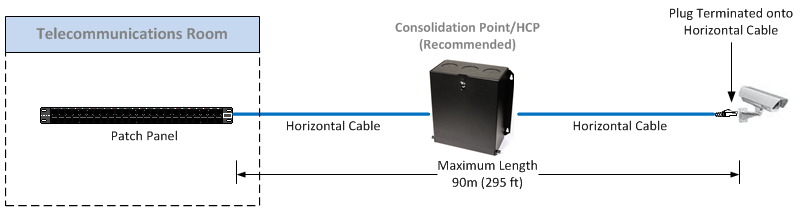 Telecommunications Room
Consolidation Point/HCP
(Recommended)
Plug Terminated onto
Horizontal Cable
Patch Panel
Horizontal Cable
Horizontal Cable
Maximum Length
90m (295 ft)